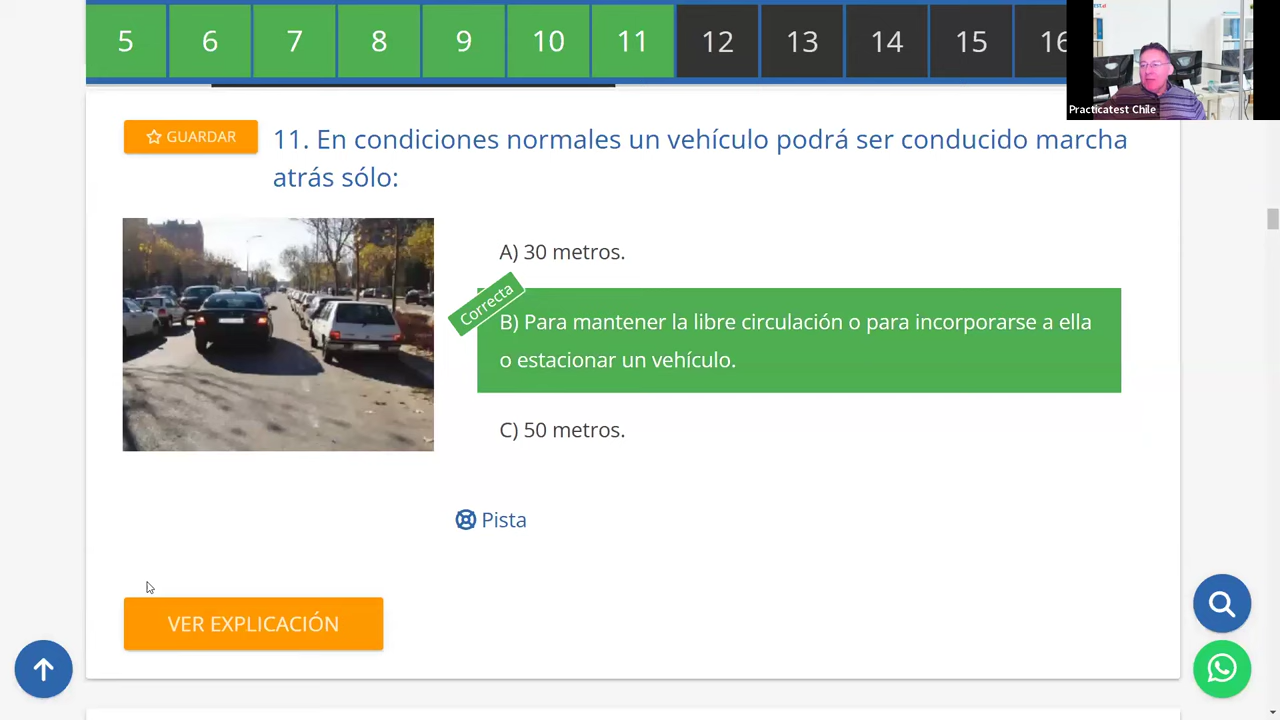 5 6 7 8 9 10 11 12 13 14 15 16
Practicatest Chile
GUARDAR
11. En condiciones normales un vehículo podrá ser conducido marcha
atrás sólo:
A) 30 metros.
Correcta
B) Para mantener la libre circulación o para incorporarse a ella
o estacionar un vehículo.
C) 50 metros.
Pista
VER EXPLICACIÓN